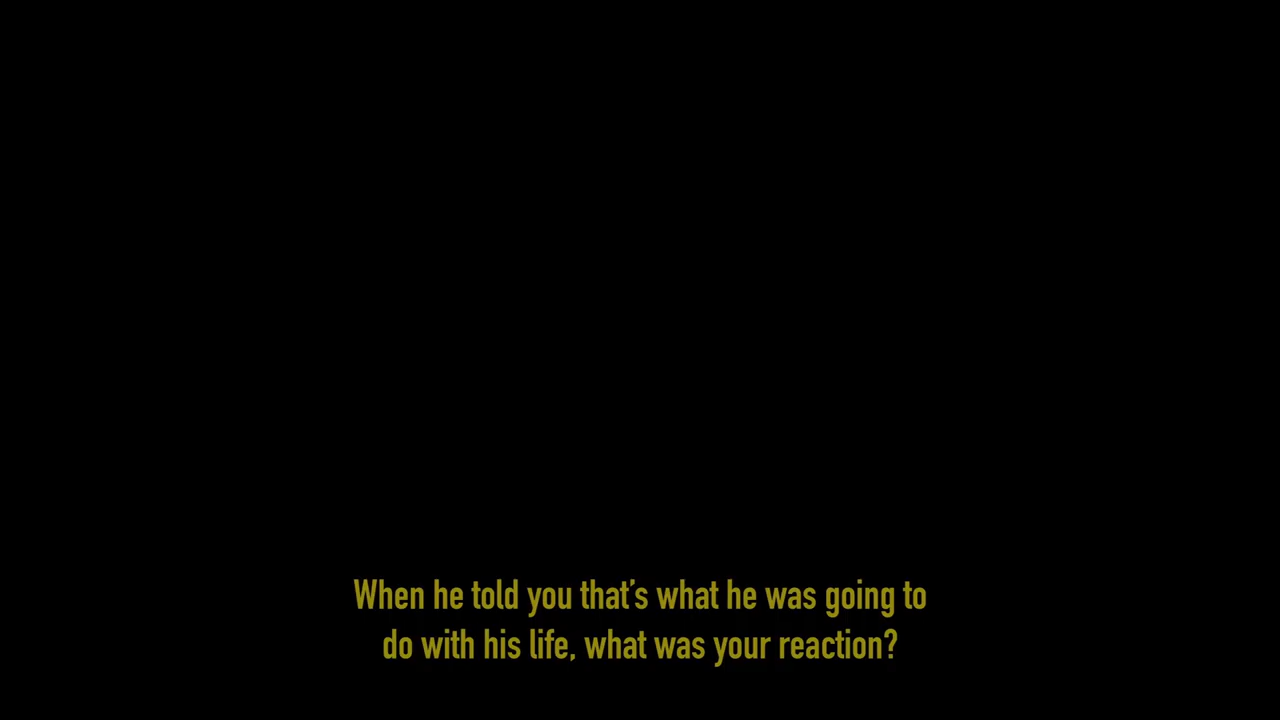 When he told you that’s what he was going to
do with his life, what was your reaction?